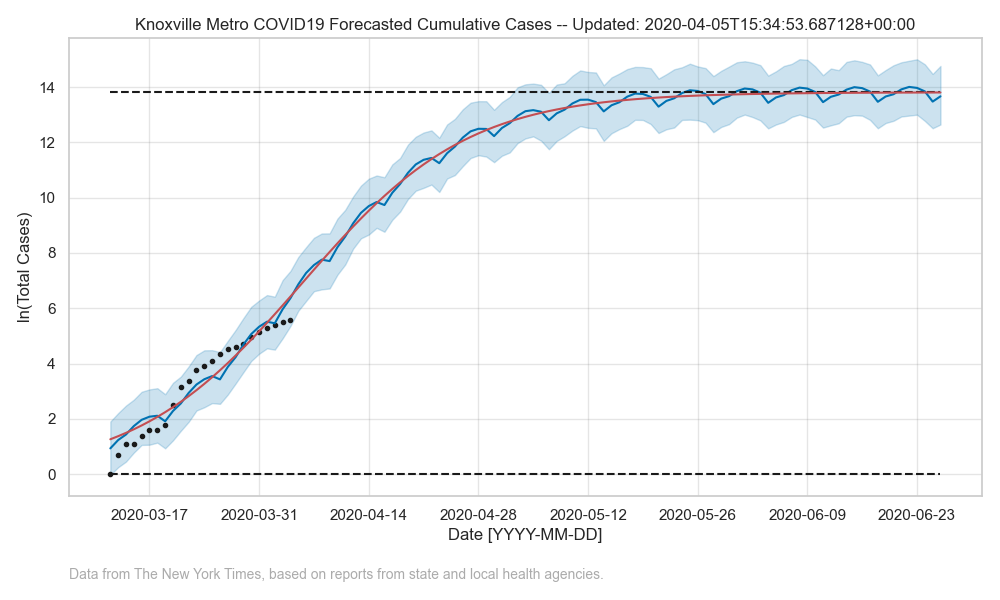 Knoxville Metro COVID19 Forecasted Cumulative Cases -- Updated: 2020-04-05T15:34:53.687128+00:00
ln(Total Cases)
14
12
10
8
6
4
2
0
2020-03-17 2020-03-31 2020-04-14 2020-04-28 2020-05-12 2020-05-26 2020-06-09 2020-06-23
Date [YYYY-MM-DD]
Data from The New York Times, based on reports from state and local health agencies.